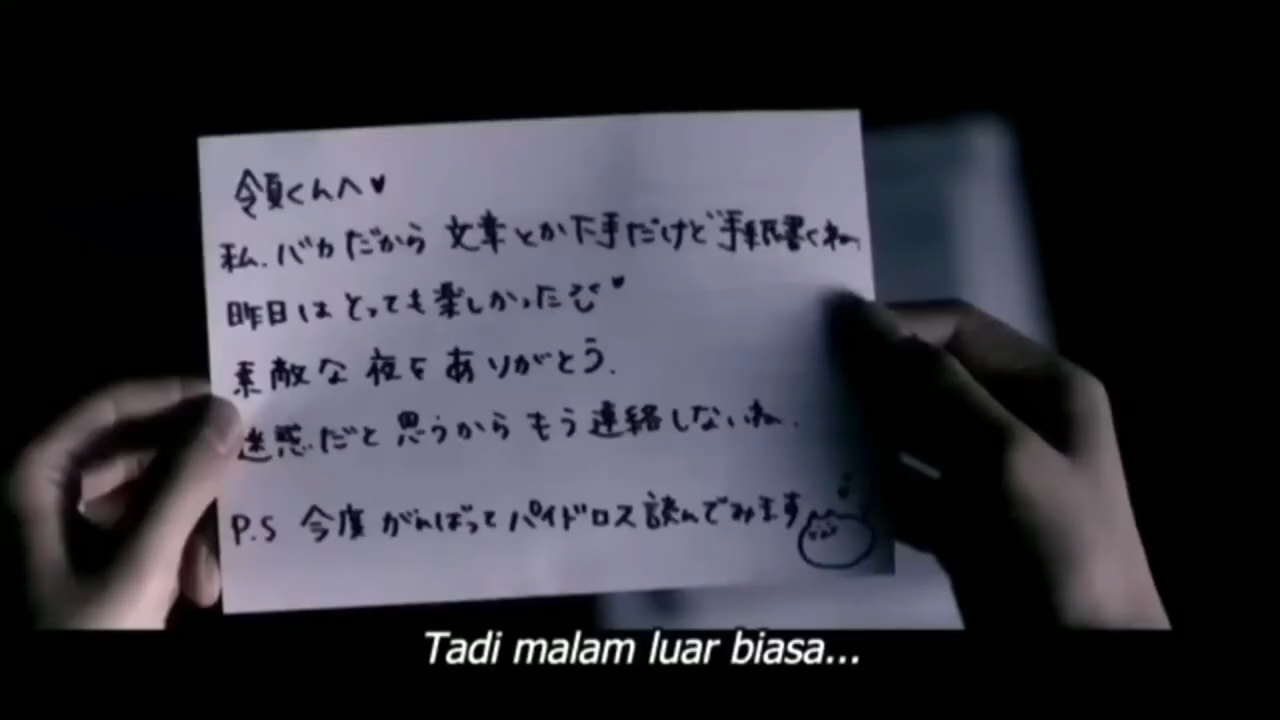 令真くんへ♥
私、バカだから 文章とか下手だけど手紙書くね
昨日は とっても楽しかったぴ♥
素敵な夜をありがとう.
迷惑だと思うから もう連絡しないね.
P.S 今度 がんばって パイドロス 読んでみます
Tadi malam luar biasa...